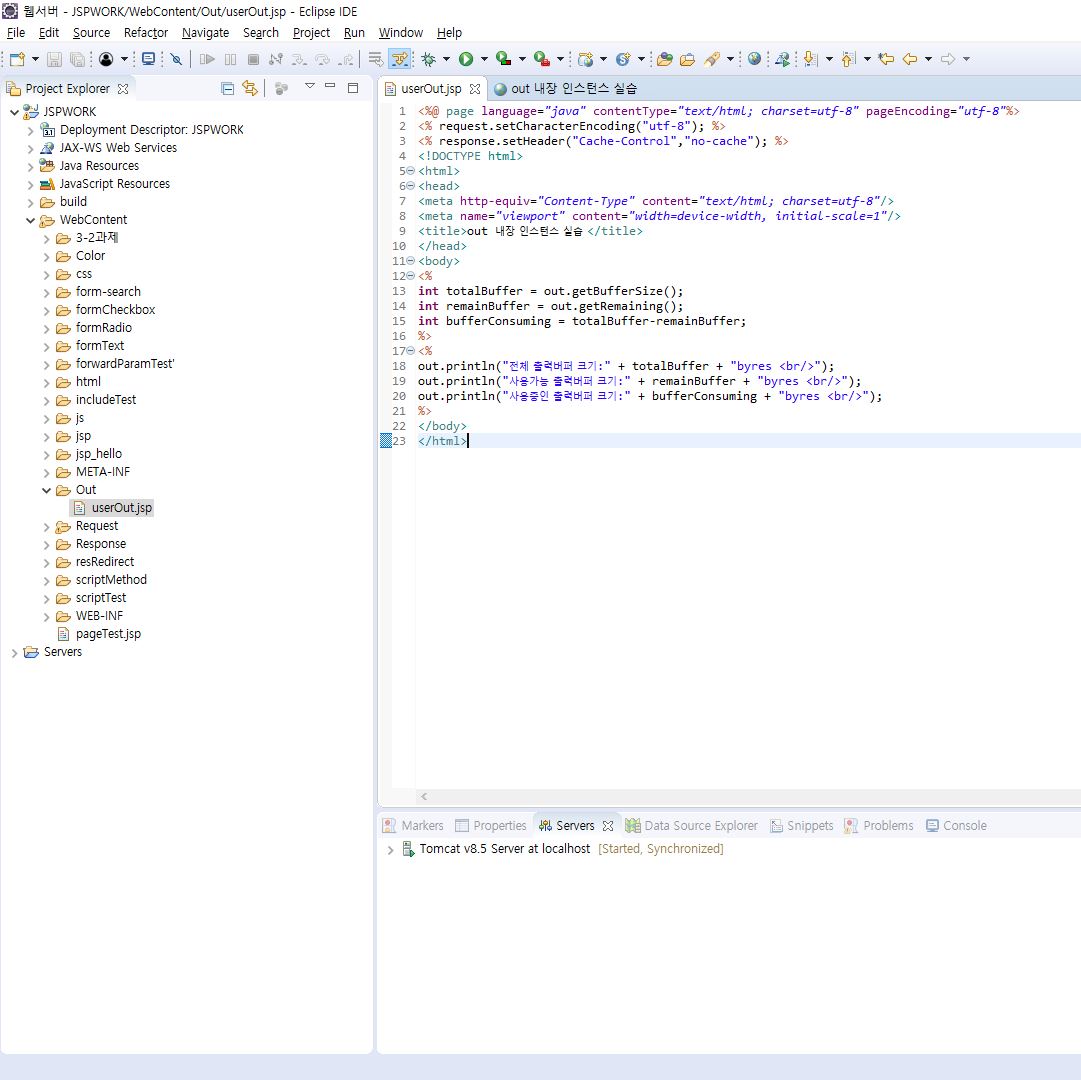 웹서버 - JSPWORK/WebContent/Out/userOut.jsp - Eclipse IDE
File Edit Source Refactor Navigate Search Project Run Window Help
Project Explorer
JSPWORK
Deployment Descriptor: JSPWORK
JAX-WS Web Services
Java Resources
JavaScript Resources
build
WebContent
3-2과제
Color
css
form-search
formCheckbox
formRadio
formText
forwardParamTest'
html
includeTest
js
jsp
jsp_hello
META-INF
Out
userOut.jsp
Request
Response
resRedirect
scriptMethod
scriptTest
WEB-INF
pageTest.jsp
Servers
userOut.jsp out 내장 인스턴스 실습
1 <%@ page language="java" contentType="text/html; charset=utf-8" pageEncoding="utf-8"%>
2 <% request.setCharacterEncoding("utf-8"); %>
3 <% response.setHeader("Cache-Control","no-cache"); %>
4 <!DOCTYPE html>
5 <html>
6 <head>
7 <meta http-equiv="Content-Type" content="text/html; charset=utf-8"/>
8 <meta name="viewport" content="width=device-width, initial-scale=1"/>
9 <title>out 내장 인스턴스 실습 </title>
10 </head>
11 <body>
12 <%
13 int totalBuffer = out.getBufferSize();
14 int remainBuffer = out.getRemaining();
15 int bufferConsuming = totalBuffer-remainBuffer;
16 %>
17 <%
18 out.println("전체 출력버퍼 크기:" + totalBuffer + "byres <br/>");
19 out.println("사용가능 출력버퍼 크기:" + remainBuffer + "byres <br/>");
20 out.println("사용중인 출력버퍼 크기:" + bufferConsuming + "byres <br/>");
21 %>
22 </body>
23 </html>
Markers Properties Servers Data Source Explorer Snippets Problems Console
Tomcat v8.5 Server at localhost [Started, Synchronized]